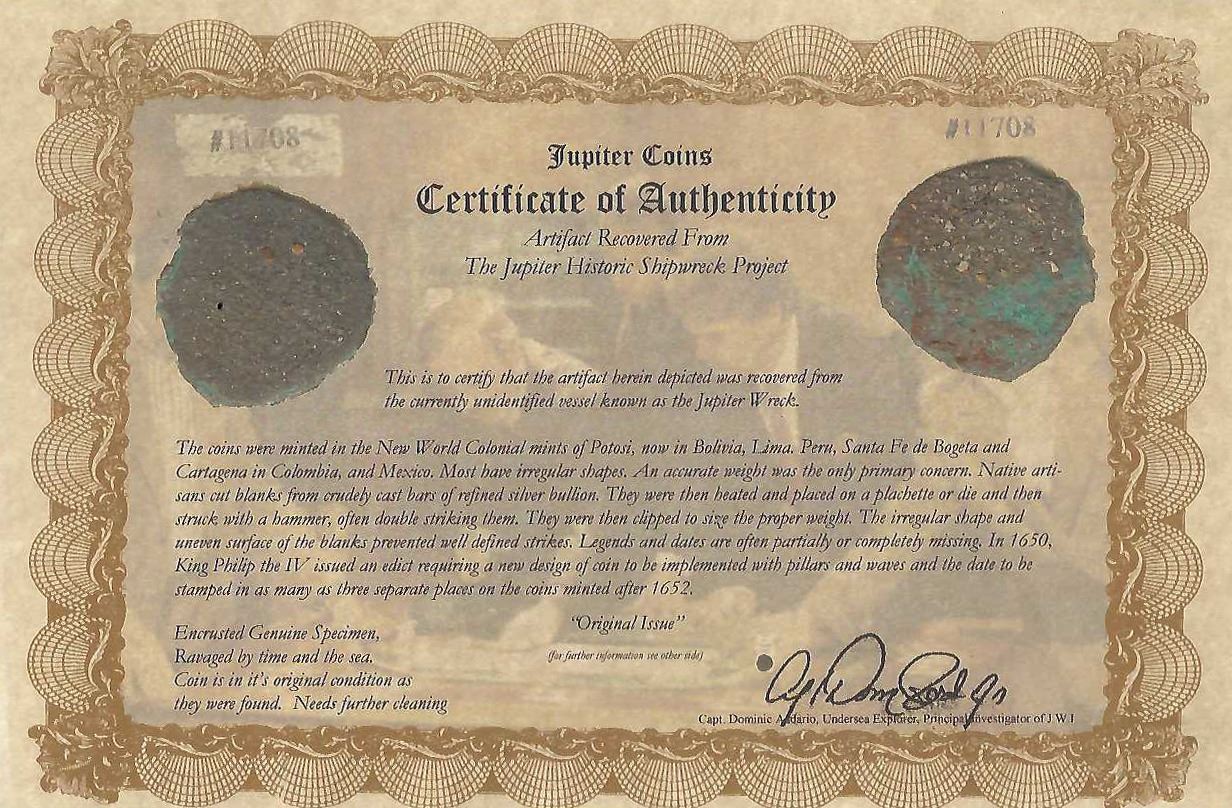 #11708
#11708
Jupiter Coins
Certificate of Authenticity
Artifact Recovered From
The Jupiter Historic Shipwreck Project
This is to certify that the artifact herein depicted was recovered from
the currently unidentified vessel known as the Jupiter Wreck.
The coins were minted in the New World Colonial mints of Potosi, now in Bolivia, Lima. Peru, Santa Fe de Bogeta and
Cartagena in Colombia, and Mexico. Most have irregular shapes. An accurate weight was the only primary concern. Native arti-
sans cut blanks from crudely cast bars of refined silver bullion. They were then heated and placed on a plachette or die and then
struck with a hammer, often double striking them. They were then clipped to size the proper weight. The irregular shape and
uneven surface of the blanks prevented well defined strikes. Legends and dates are often partially or completely missing. In 1650,
King Philip the IV issued an edict requiring a new design of coin to be implemented with pillars and waves and the date to be
stamped in as many as three separate places on the coins minted after 1652.
"Original Issue"
(for further information see other side)
Encrusted Genuine Specimen,
Ravaged by time and the sea.
Coin is in it's original condition as
they were found. Needs further cleaning
Capt. Dominic Addario, Undersea Explorer, Principal Investigator of J W I